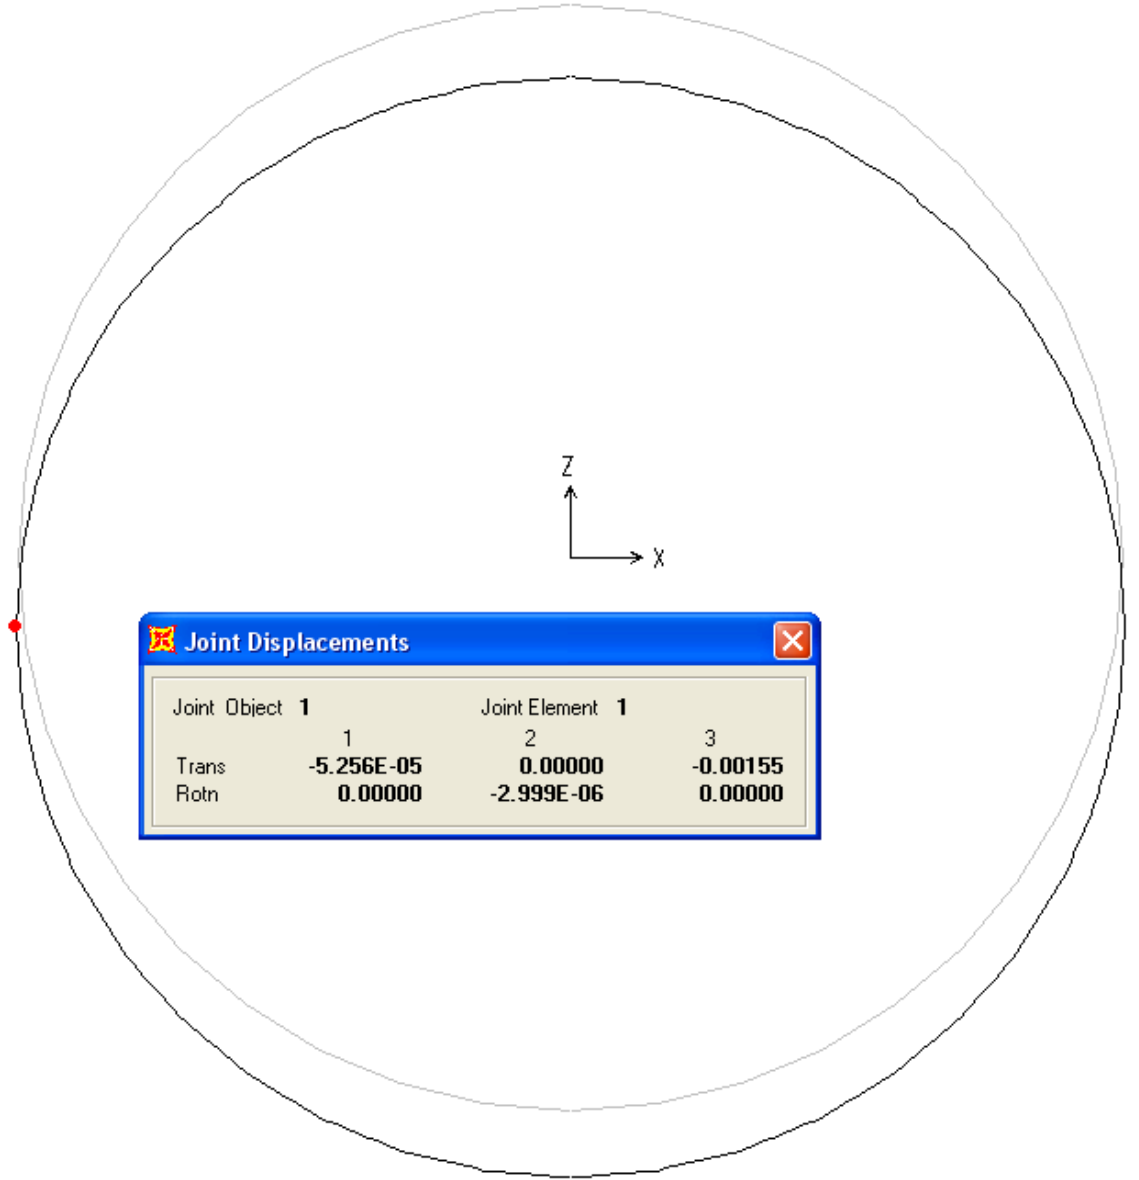 Z
X
Joint Displacements
Joint Object 1 Joint Element 1
1 2 3
Trans -5.256E-05 0.00000 -0.00155
Rotn 0.00000 -2.999E-06 0.00000